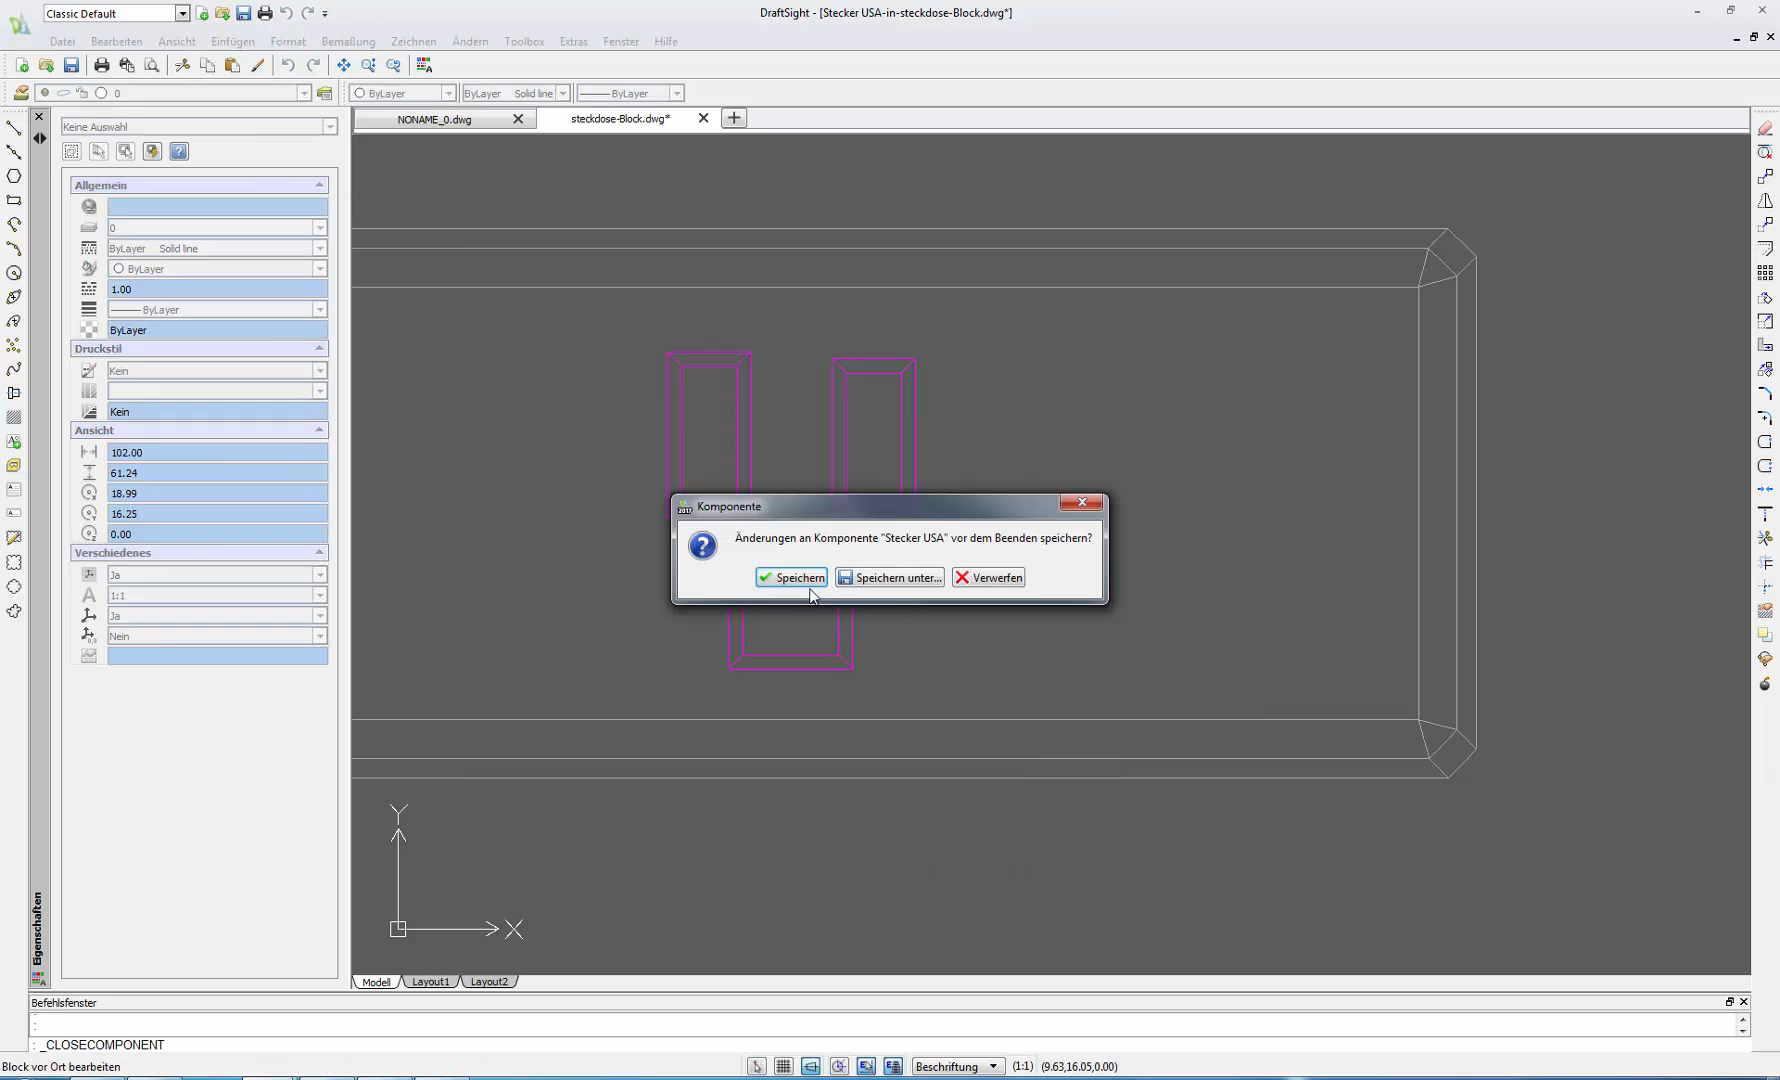 Classic Default
DraftSight - [Stecker USA-in-steckdose-Block.dwg*]
Datei Bearbeiten Ansicht Einfügen Format Bemaßung Zeichnen Ändern Toolbox Extras Fenster Hilfe
0 ByLayer ByLayer Solid line ByLayer
NONAME_0.dwg steckdose-Block.dwg*
Keine Auswahl
Allgemein
0
ByLayer Solid line
ByLayer
1.00
ByLayer
ByLayer
Druckstil
Kein
Kein
Ansicht
102.00
61.24
18.99
16.25
0.00
Verschiedenes
Ja
1:1
Ja
Nein
Eigenschaften
Komponente
2017
Änderungen an Komponente "Stecker USA" vor dem Beenden speichern?
Speichern Speichern unter... Verwerfen
Y
X
Modell Layout1 Layout2
Befehlsfenster
:
:
: _CLOSECOMPONENT
Block vor Ort bearbeiten Beschriftung (1:1) (9.63,16.05,0.00)